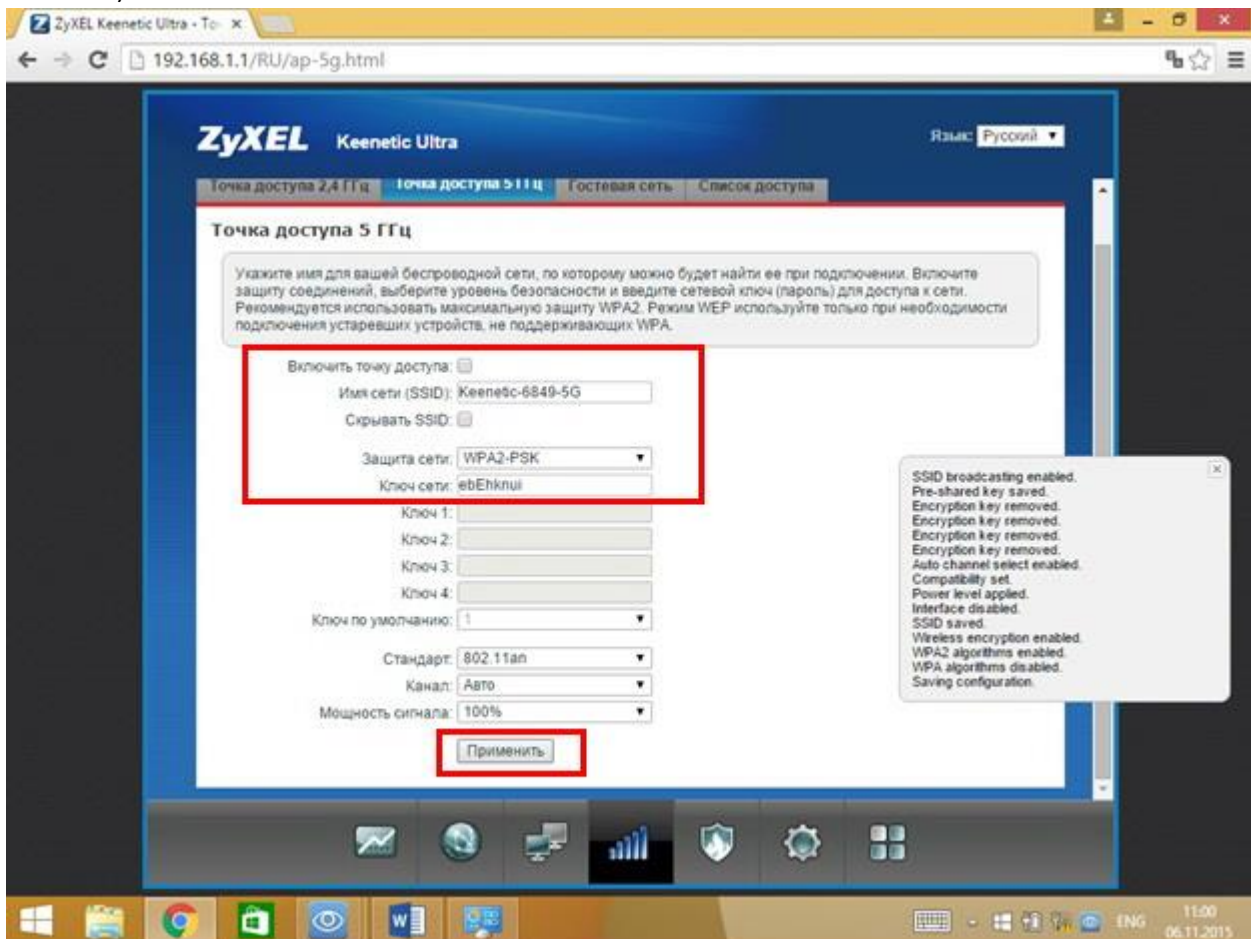 ZyXEL Keenetic Ultra - То
192.168.1.1/RU/ap-5g.html
ZyXEL Keenetic Ultra
Язык: Русский
Точка доступа 2,4 ГГц Точка доступа 5 ГГц Гостевая сеть Список доступа
Точка доступа 5 ГГц
Укажите имя для вашей беспроводной сети, по которому можно будет найти ее при подключении. Включите
защиту соединений, выберите уровень безопасности и введите сетевой ключ (пароль) для доступа к сети.
Рекомендуется использовать максимальную защиту WPA2. Режим WEP используйте только при необходимости
подключения устаревших устройств, не поддерживающих WPA.
Включить точку доступа:
Имя сети (SSID): Keenetic-6849-5G
Скрывать SSID:
Защита сети: WPA2-PSK
Ключ сети: ebEhknui
Ключ 1:
Ключ 2:
Ключ 3:
Ключ 4:
Ключ по умолчанию: 1
Стандарт: 802.11an
Канал: Авто
Мощность сигнала: 100%
Применить
SSID broadcasting enabled.
Pre-shared key saved.
Encryption key removed.
Encryption key removed.
Encryption key removed.
Encryption key removed.
Auto channel select enabled.
Compatibility set.
Power level applied.
Interface disabled.
SSID saved.
Wireless encryption enabled.
WPA2 algorithms enabled.
WPA algorithms disabled.
Saving configuration.
ENG
11:00
06.11.2015